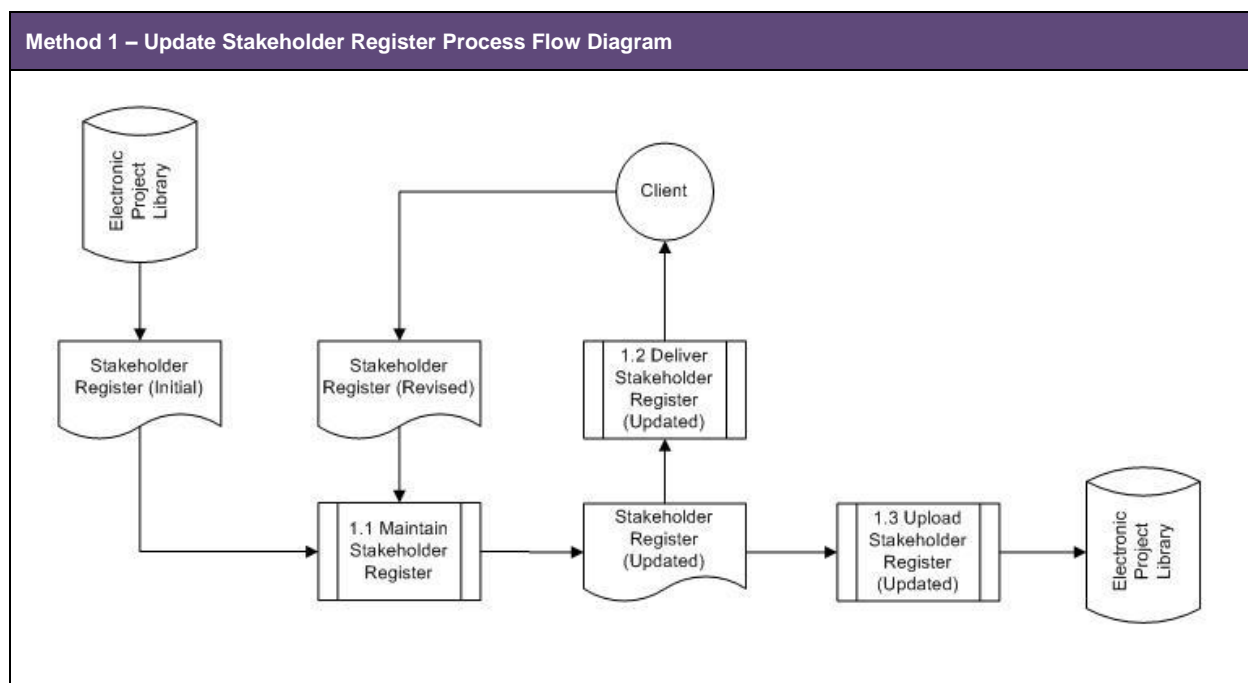 Method 1 – Update Stakeholder Register Process Flow Diagram
Electronic
Project
Library
Client
Stakeholder
Register (Initial)
Stakeholder
Register (Revised)
1.2 Deliver
Stakeholder
Register
(Updated)
1.1 Maintain
Stakeholder
Register
Stakeholder
Register
(Updated)
1.3 Upload
Stakeholder
Register
(Updated)
Electronic
Project
Library